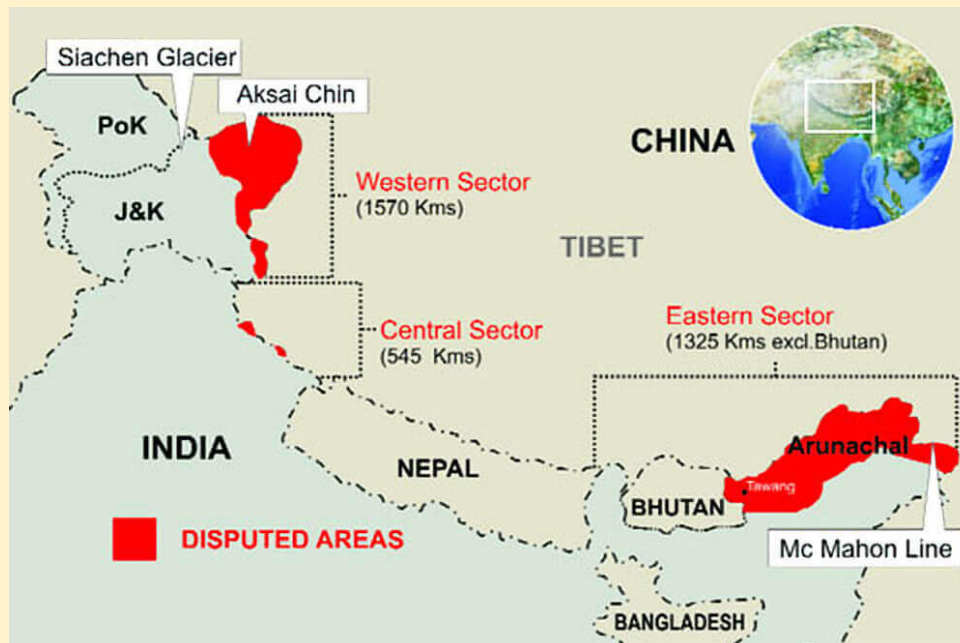 Siachen Glacier
Aksai Chin
PoK
CHINA
Western Sector
(1570 Kms)
J&K
TIBET
Eastern Sector
(1325 Kms excl.Bhutan)
Central Sector
(545 Kms)
INDIA
NEPAL
Arunachal
Tawang
BHUTAN
DISPUTED AREAS
Mc Mahon Line
BANGLADESH